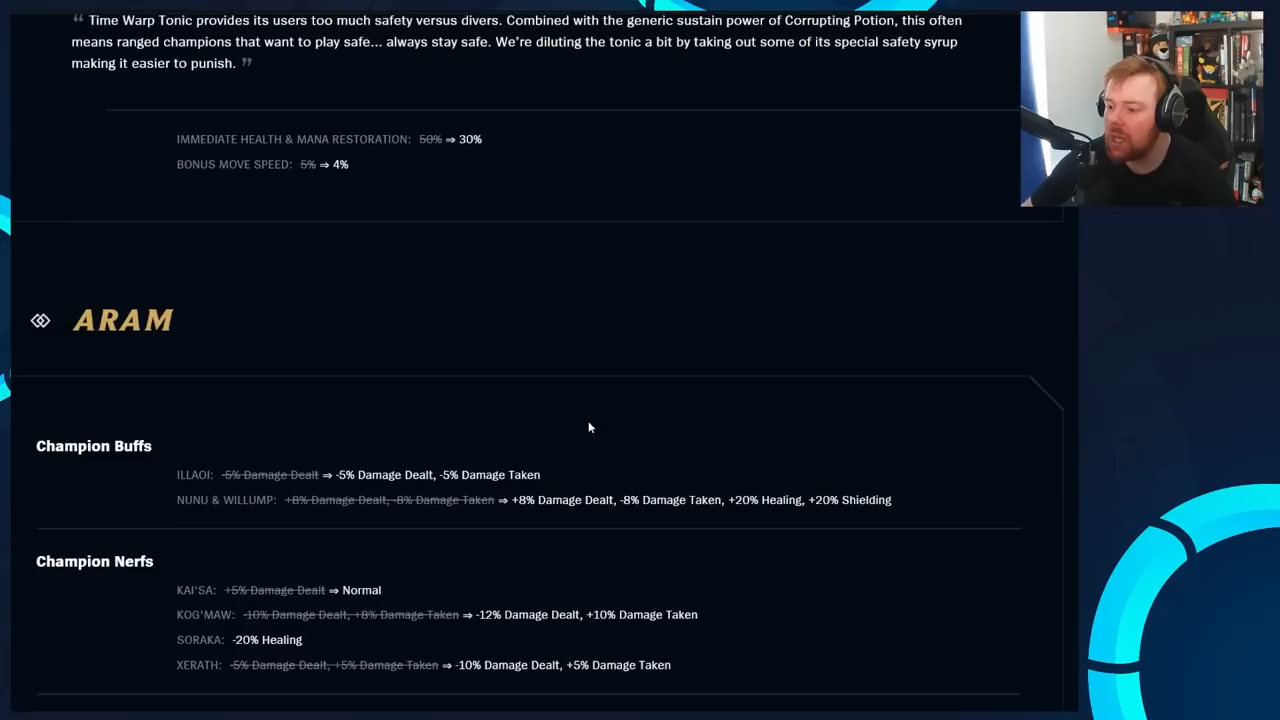 “ Time Warp Tonic provides its users too much safety versus divers. Combined with the generic sustain power of Corrupting Potion, this often
means ranged champions that want to play safe... always stay safe. We’re diluting the tonic a bit by taking out some of its special safety syrup
making it easier to punish. ”
IMMEDIATE HEALTH & MANA RESTORATION: 50% ⇒ 30%
BONUS MOVE SPEED: 5% ⇒ 4%
ARAM
Champion Buffs
ILLAOI: -5% Damage Dealt ⇒ -5% Damage Dealt, -5% Damage Taken
NUNU & WILLUMP: +8% Damage Dealt, -8% Damage Taken ⇒ +8% Damage Dealt, -8% Damage Taken, +20% Healing, +20% Shielding
Champion Nerfs
KAI'SA: +5% Damage Dealt ⇒ Normal
KOG'MAW: -10% Damage Dealt, +8% Damage Taken ⇒ -12% Damage Dealt, +10% Damage Taken
SORAKA: -20% Healing
XERATH: -5% Damage Dealt, +5% Damage Taken ⇒ -10% Damage Dealt, +5% Damage Taken